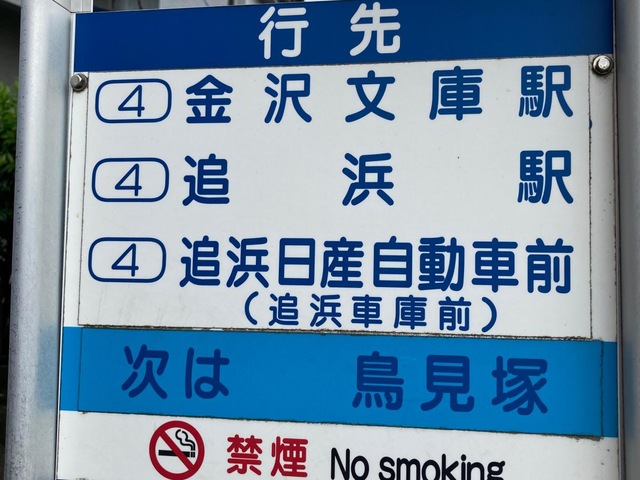 行先
4 金沢文庫駅
4 追浜駅
4 追浜日産自動車前
(追浜車庫前)
次は 鳥見塚
禁煙 No smoking